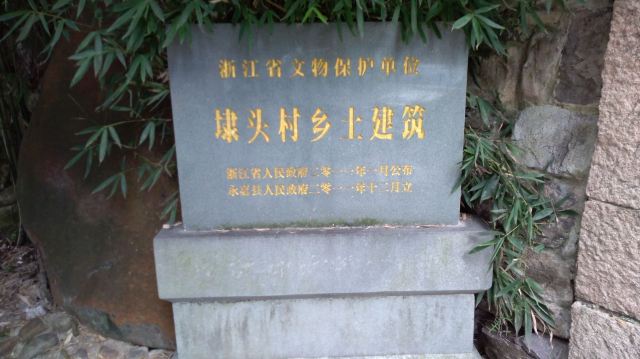 浙江省文物保护单位
埭头村乡土建筑
浙江省人民政府二零一一年一月公布
永嘉县人民政府二零一一年十二月立